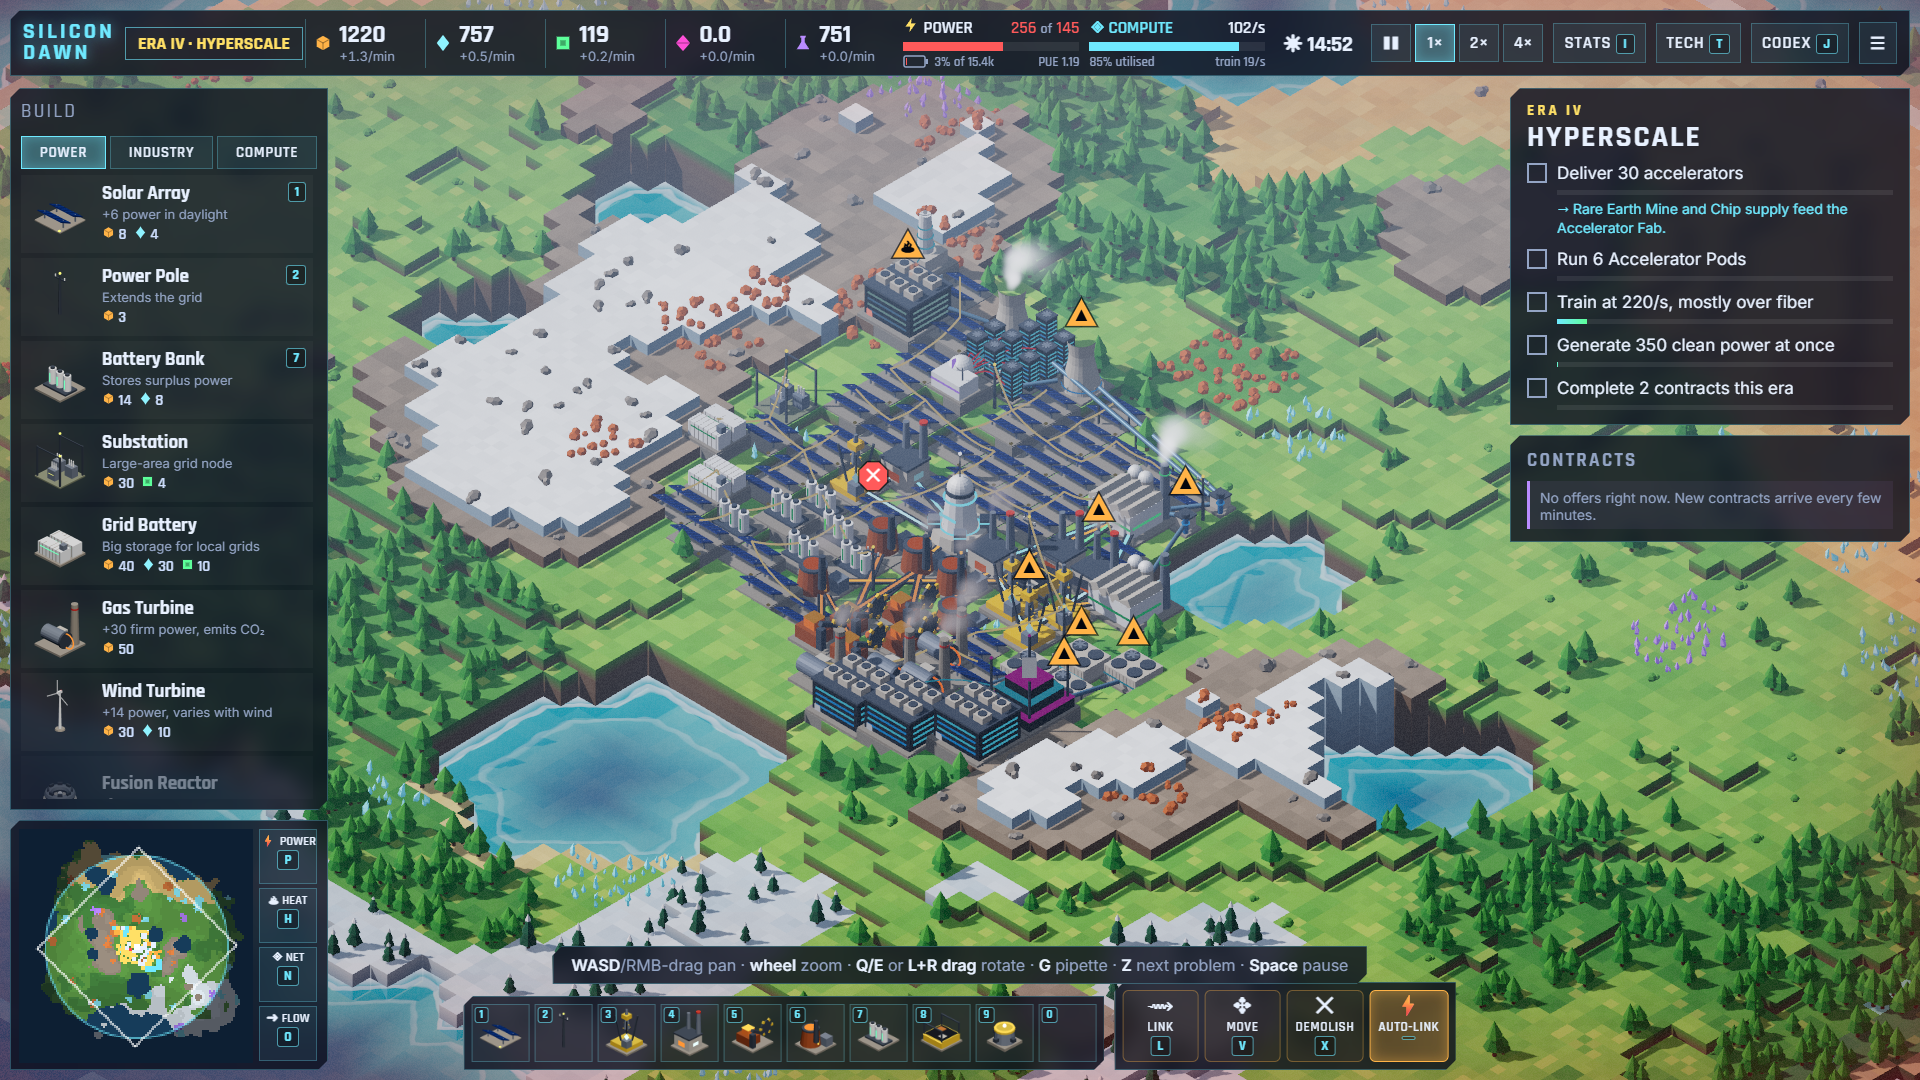 SILICON DAWN
ERA IV · HYPERSCALE
1220
+1.3/min
757
+0.5/min
119
+0.2/min
0.0
+0.0/min
751
+0.0/min
POWER 256 of 145
3% of 15.4k PUE 1.19
COMPUTE 102/s
85% utilised train 19/s
14:52
1×
2×
4×
STATS I
TECH T
CODEX J
BUILD
POWER
INDUSTRY
COMPUTE
Solar Array 1
+6 power in daylight
8 4
Power Pole 2
Extends the grid
3
Battery Bank 7
Stores surplus power
14 8
Substation
Large-area grid node
30 4
Grid Battery
Big storage for local grids
40 30 10
Gas Turbine
+30 firm power, emits CO₂
50
Wind Turbine
+14 power, varies with wind
30 10
Fusion Reactor
POWER
P
HEAT
H
NET
N
FLOW
O
ERA IV
HYPERSCALE
Deliver 30 accelerators
→ Rare Earth Mine and Chip supply feed the
Accelerator Fab.
Run 6 Accelerator Pods
Train at 220/s, mostly over fiber
Generate 350 clean power at once
Complete 2 contracts this era
CONTRACTS
No offers right now. New contracts arrive every few
minutes.
WASD/RMB-drag pan · wheel zoom · Q/E or L+R drag rotate · G pipette · Z next problem · Space pause
1 2 3 4 5 6 7 8 9 0
LINK
L
MOVE
V
DEMOLISH
X
AUTO-LINK